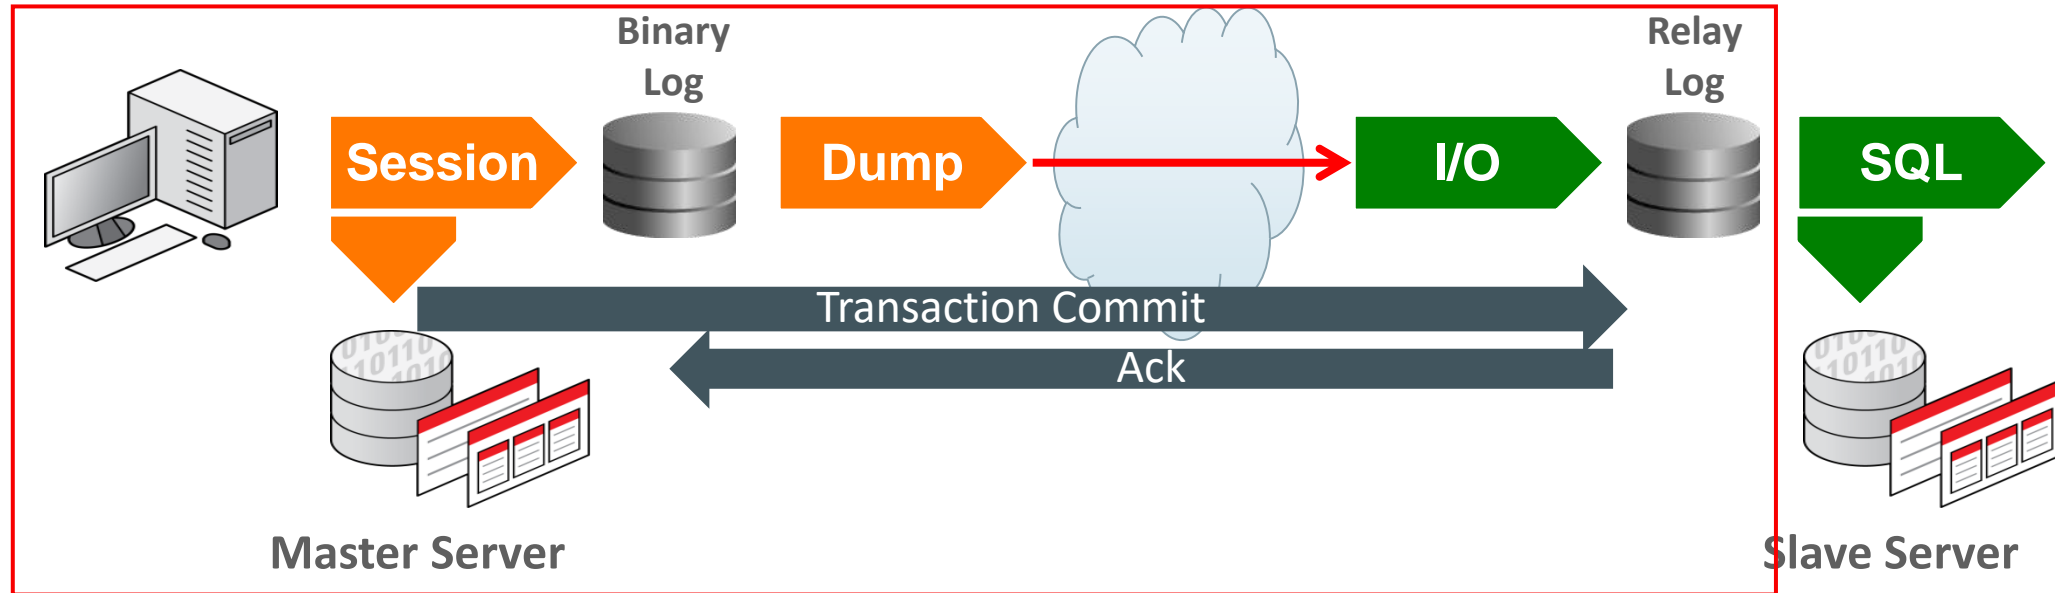 Binary
Log
Relay
Log
Session
Dump
I/O
SQL
Transaction Commit
Ack
Master Server
Slave Server